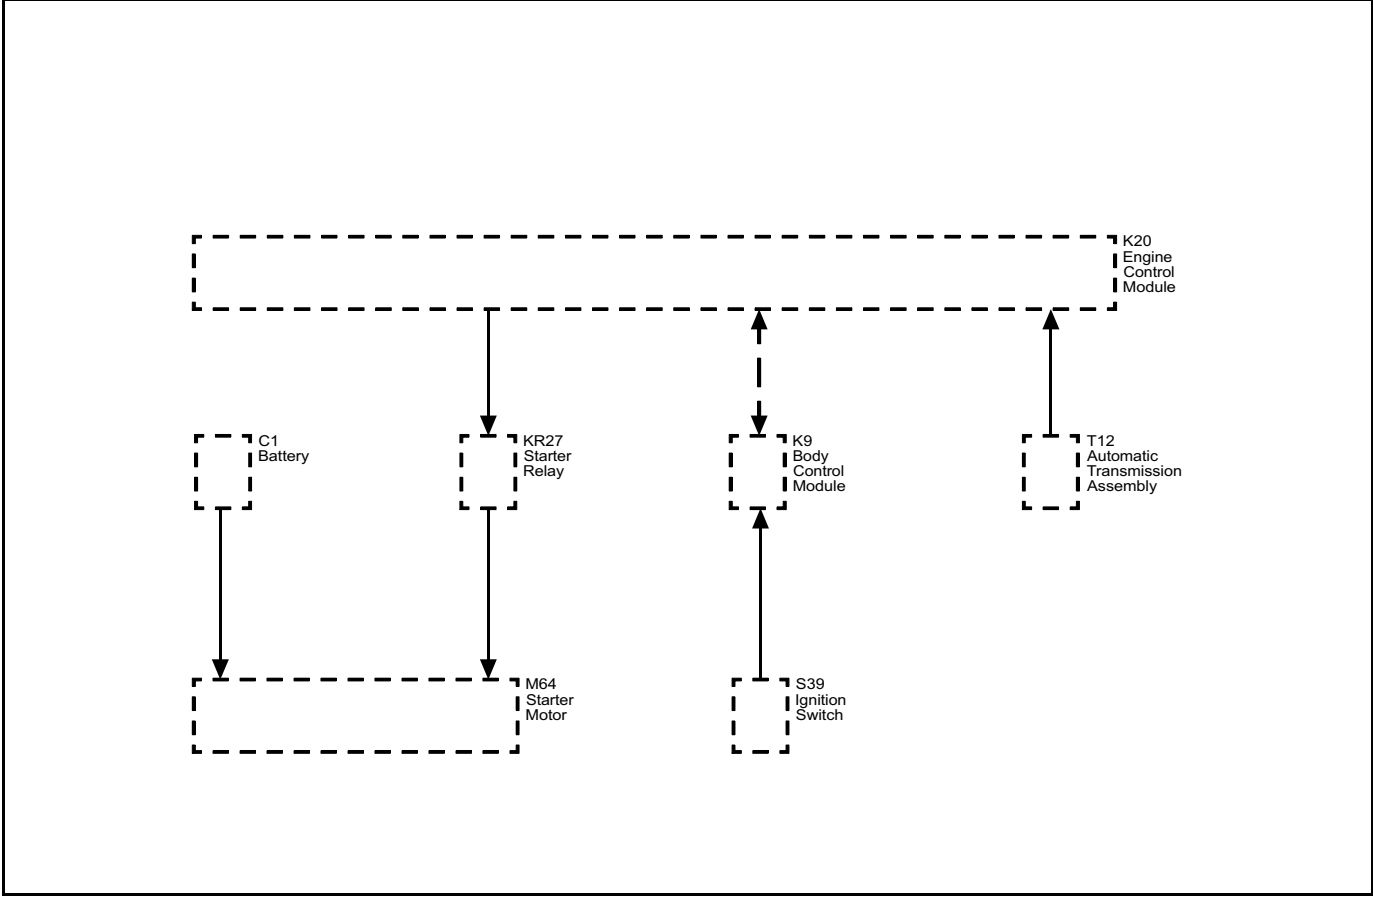 K20
Engine
Control
Module
C1
Battery
KR27
Starter
Relay
K9
Body
Control
Module
T12
Automatic
Transmission
Assembly
M64
Starter
Motor
S39
Ignition
Switch